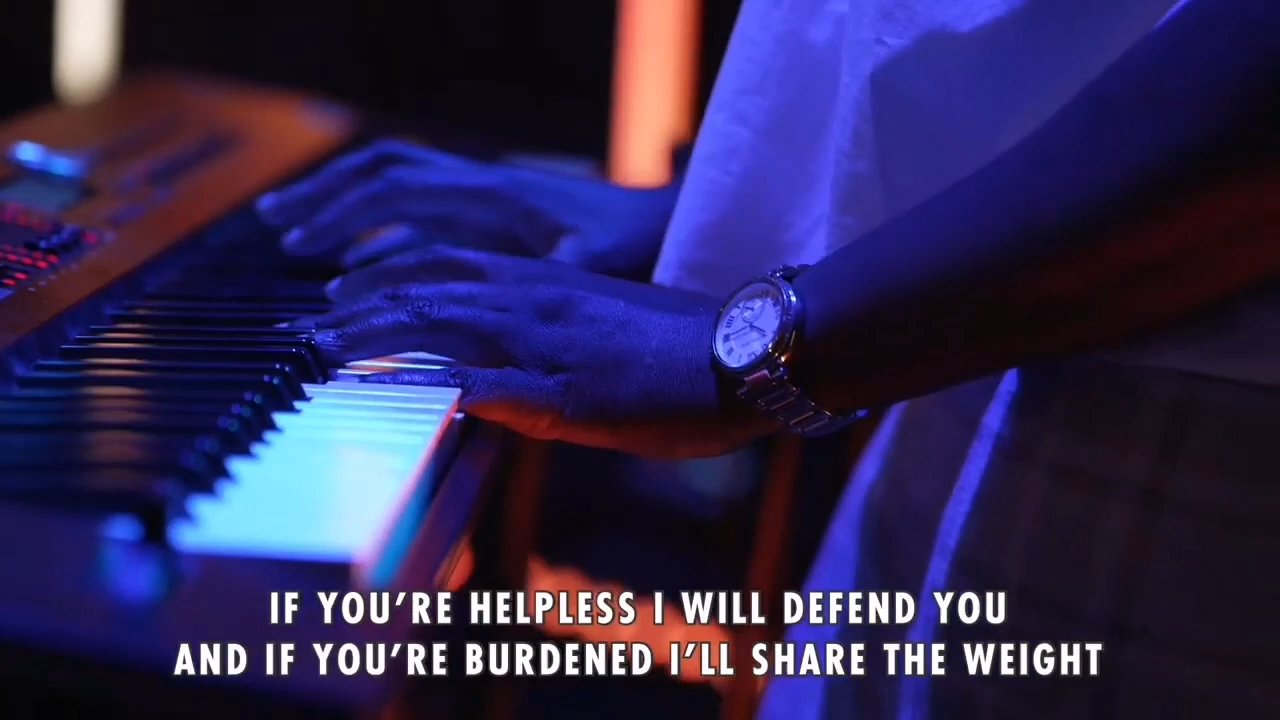 IF YOU’RE HELPLESS I WILL DEFEND YOU
AND IF YOU’RE BURDENED I’LL SHARE THE WEIGHT